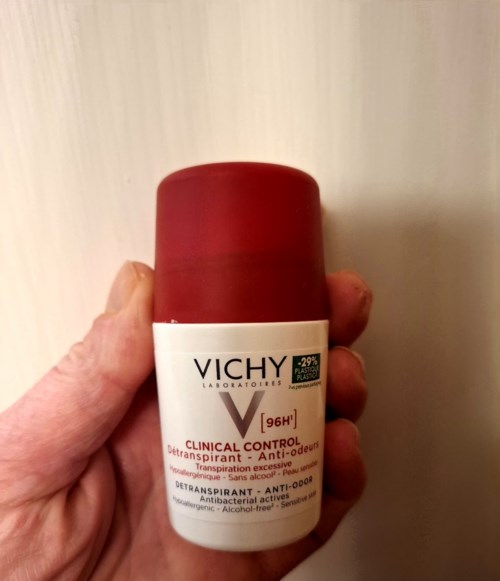 VICHY
LABORATOIRES
-29%
PLASTIQUE
PLASTIC
V
[96H¹]
CLINICAL CONTROL
Détranspirant - Anti-odeurs
Transpiration excessive
Hypoallergénique - Sans alcool² - Peau sensible
DETRANSPIRANT - ANTI-ODOR
Antibacterial actives
Hypoallergenic - Alcohol-free² - Sensitive skin